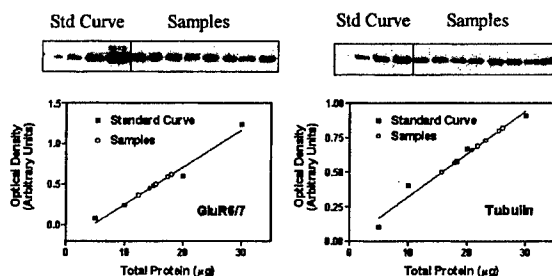 Std Curve Samples
Std Curve Samples
Optical Density
(Arbitrary Units)
1.5
1.0
0.5
0.0
Standard Curve
Samples
GluR6/7
0 10 20 30
Total Protein (µg)
Optical Density
(Arbitrary Units)
1.00
0.75
0.50
0.25
0.00
Standard Curve
Samples
Tubulin
0 10 20 30
Total Protein (µg)